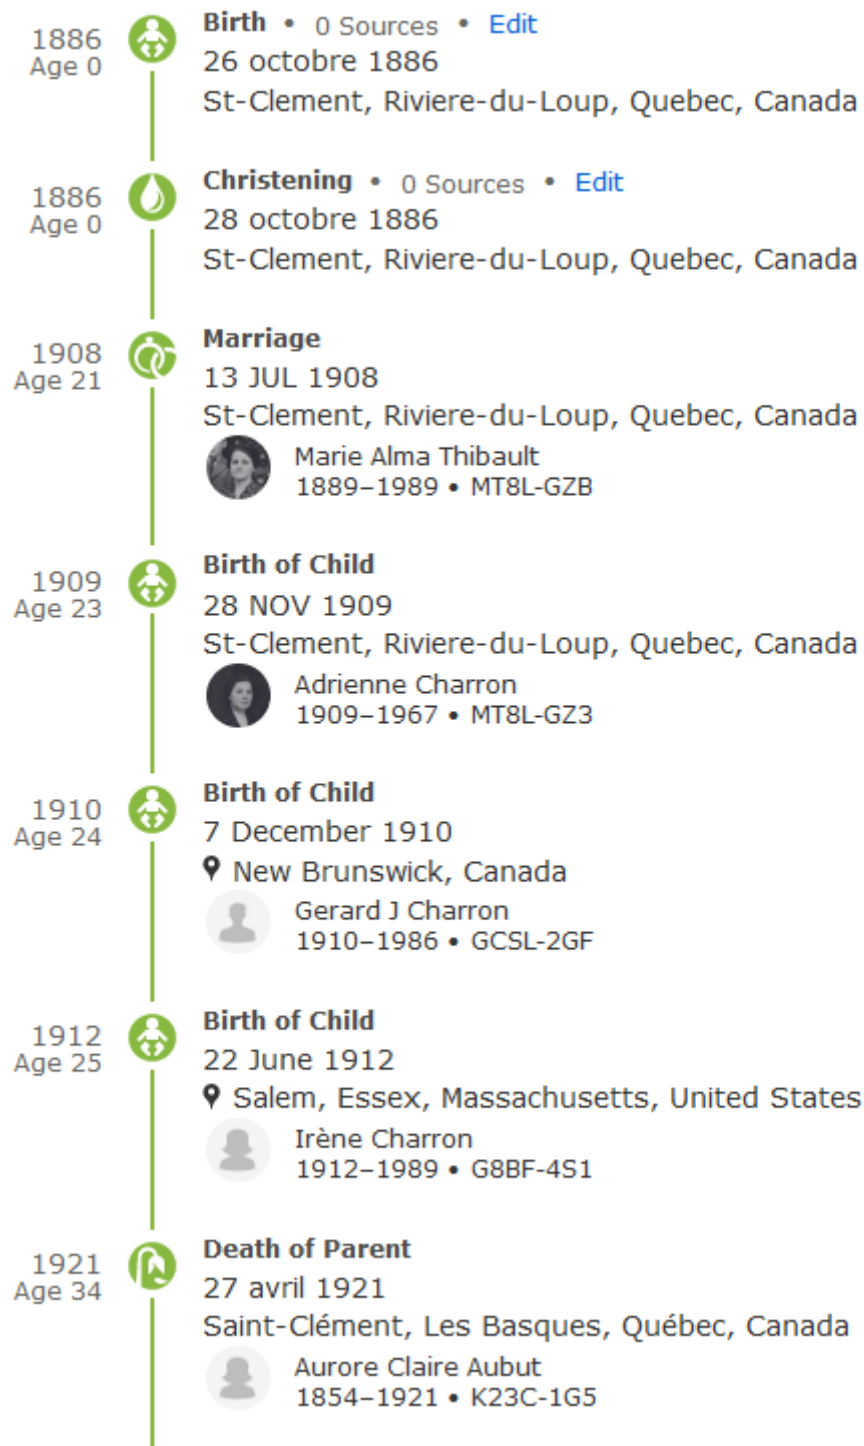 1886
Age 0
Birth • 0 Sources • Edit
26 octobre 1886
St-Clement, Riviere-du-Loup, Quebec, Canada
1886
Age 0
Christening • 0 Sources • Edit
28 octobre 1886
St-Clement, Riviere-du-Loup, Quebec, Canada
1908
Age 21
Marriage
13 JUL 1908
St-Clement, Riviere-du-Loup, Quebec, Canada
Marie Alma Thibault
1889–1989 • MT8L-GZB
1909
Age 23
Birth of Child
28 NOV 1909
St-Clement, Riviere-du-Loup, Quebec, Canada
Adrienne Charron
1909–1967 • MT8L-GZ3
1910
Age 24
Birth of Child
7 December 1910
New Brunswick, Canada
Gerard J Charron
1910–1986 • GCSL-2GF
1912
Age 25
Birth of Child
22 June 1912
Salem, Essex, Massachusetts, United States
Irène Charron
1912–1989 • G8BF-4S1
1921
Age 34
Death of Parent
27 avril 1921
Saint-Clément, Les Basques, Québec, Canada
Aurore Claire Aubut
1854–1921 • K23C-1G5